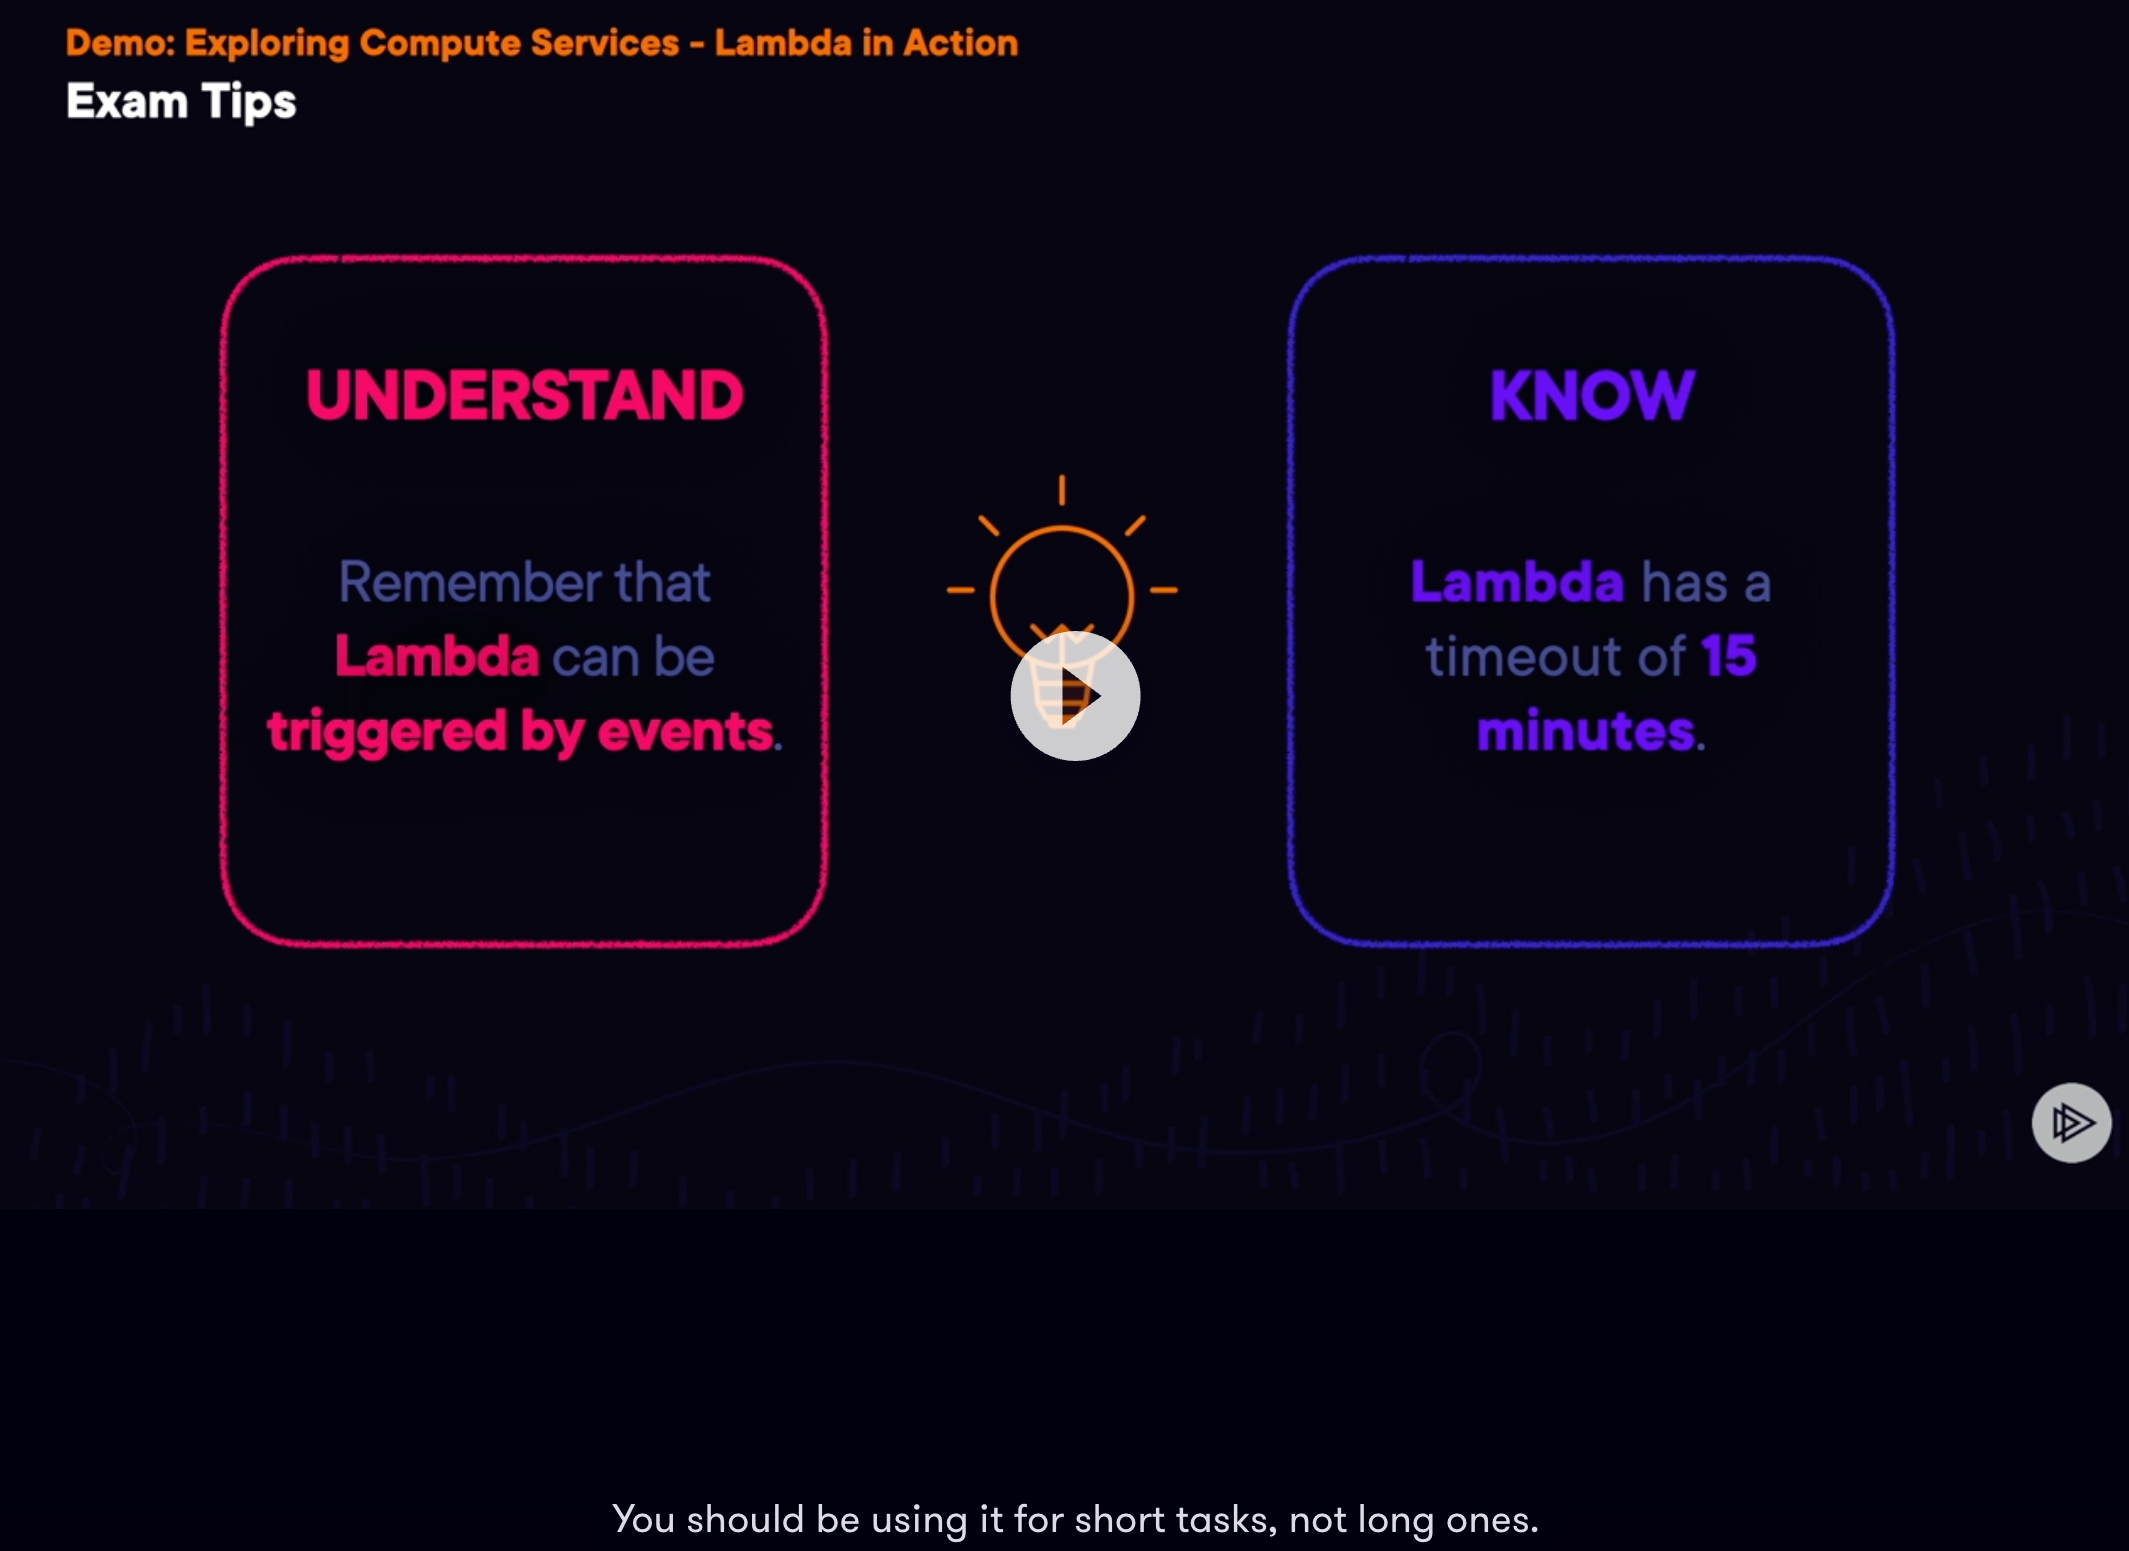 Demo: Exploring Compute Services - Lambda in Action
Exam Tips
UNDERSTAND
Remember that
Lambda can be
triggered by events.
KNOW
Lambda has a
timeout of 15
minutes.
You should be using it for short tasks, not long ones.